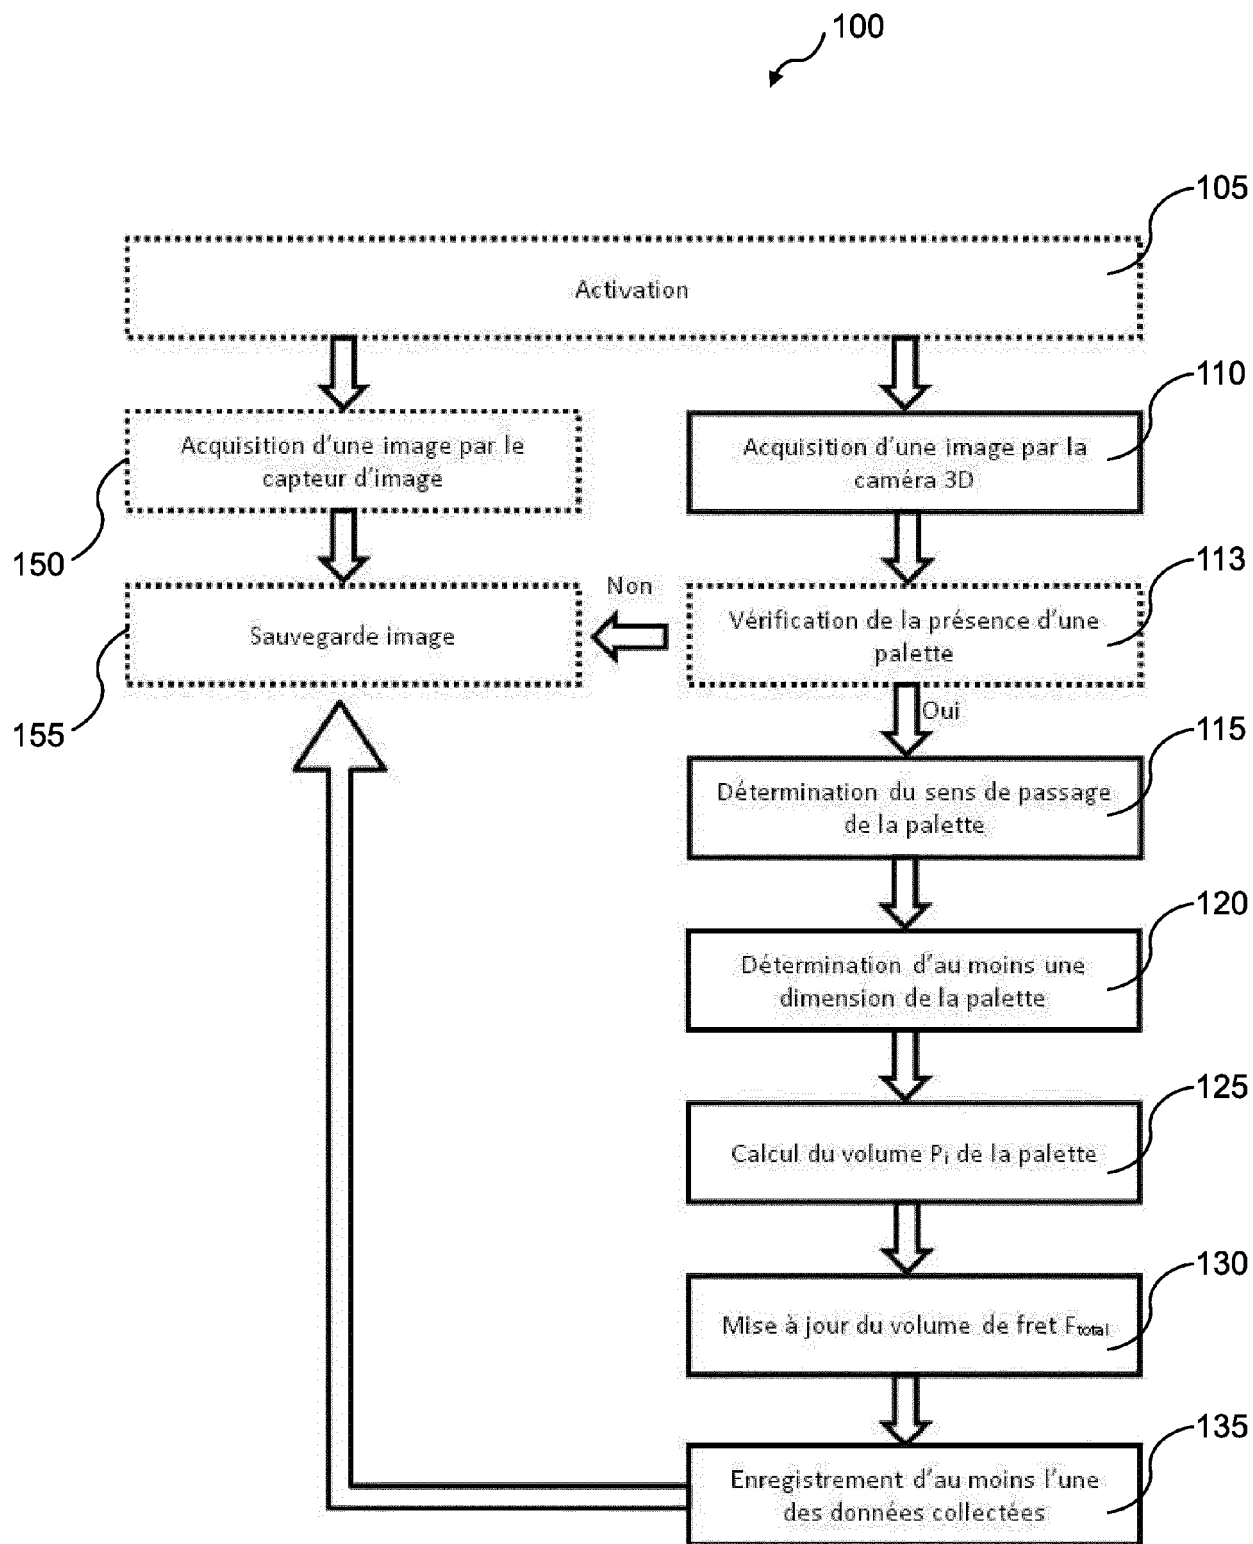 100
105
Activation
110
Acquisition d'une image par le
capteur d'image
Acquisition d'une image par la
caméra 3D
150
113
Non
Sauvegarde image
Vérification de la présence d'une
palette
155
Oui
115
Détermination du sens de passage
de la palette
120
Détermination d'au moins une
dimension de la palette
125
Calcul du volume Pi de la palette
130
Mise à jour du volume de fret Ftotal
135
Enregistrement d'au moins l'une
des données collectées